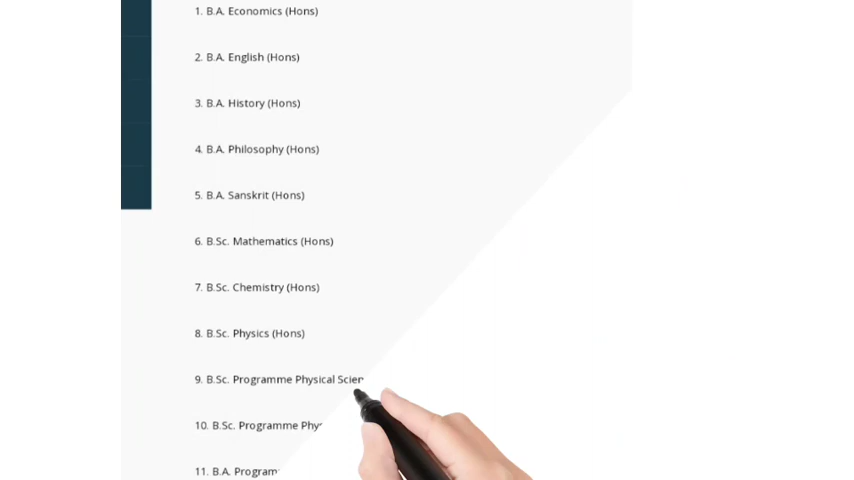 1. B.A. Economics (Hons)
2. B.A. English (Hons)
3. B.A. History (Hons)
4. B.A. Philosophy (Hons)
5. B.A. Sanskrit (Hons)
6. B.Sc. Mathematics (Hons)
7. B.Sc. Chemistry (Hons)
8. B.Sc. Physics (Hons)
9. B.Sc. Programme Physical
10. B.Sc. Programme
11. B.A.